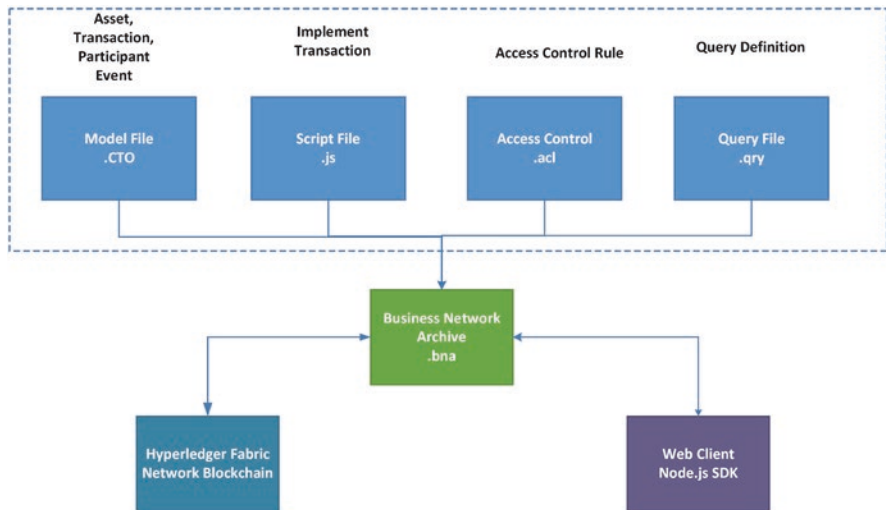 Asset,
Transaction,
Participant
Event
Implement
Transaction
Access Control Rule
Query Definition
Model File
.CTO
Script File
.js
Access Control
.acl
Query File
.qry
Business Network
Archive
.bna
Hyperledger Fabric
Network Blockchain
Web Client
Node.js SDK